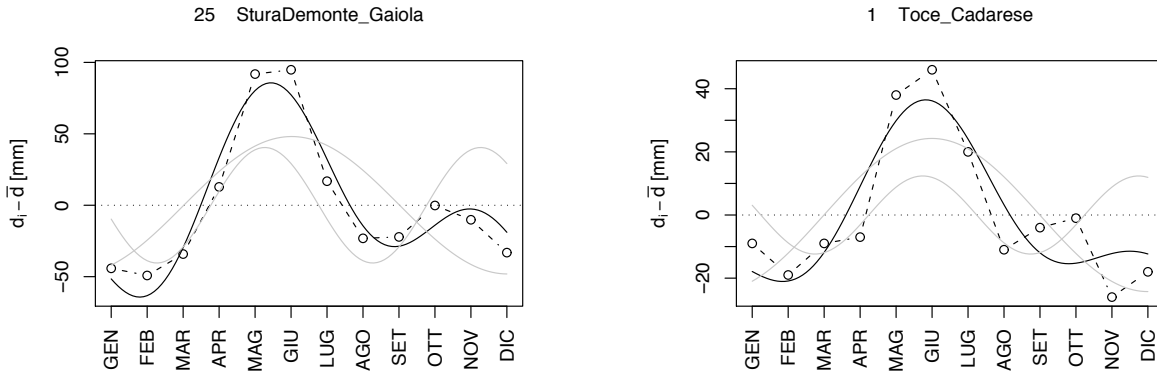 25 SturaDemonte_Gaiola
100
50
0
−50
dᵢ − d̅ [mm]
GEN FEB MAR APR MAG GIU LUG AGO SET OTT NOV DIC
1 Toce_Cadarese
40
20
0
−20
dᵢ − d̅ [mm]
GEN FEB MAR APR MAG GIU LUG AGO SET OTT NOV DIC